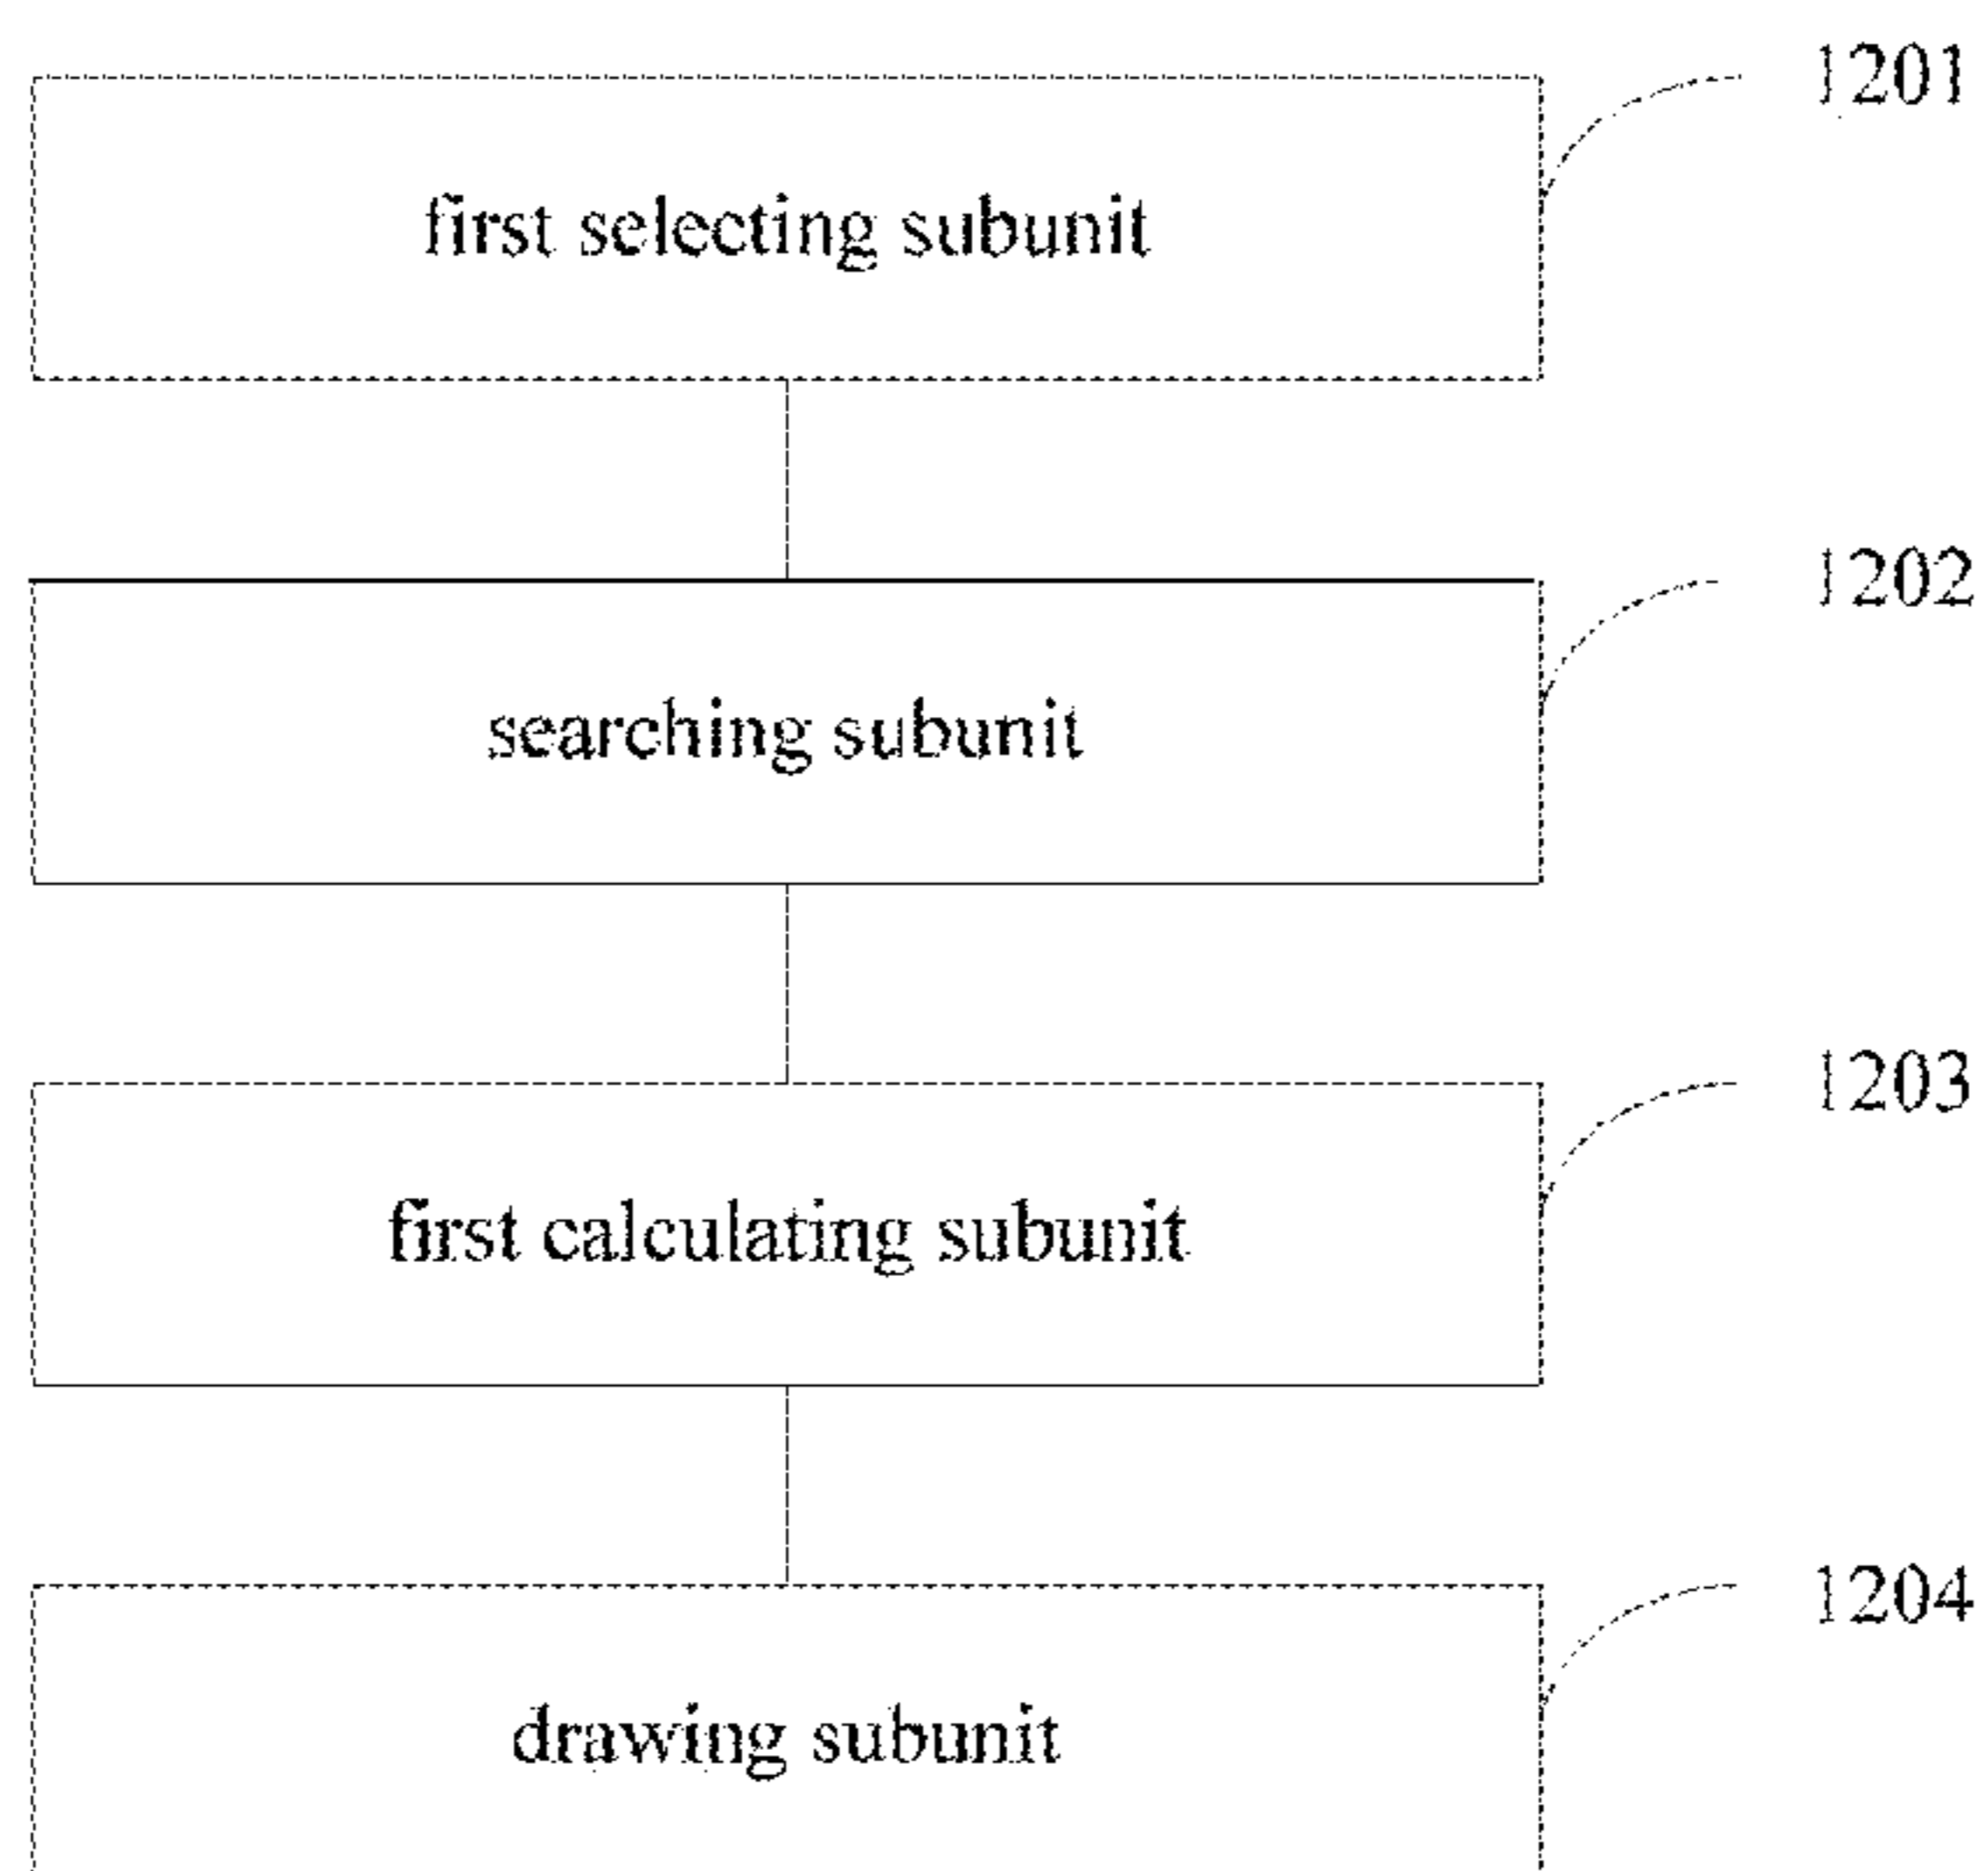 1201
first selecting subunit
1202
searching subunit
1203
first calculating subunit
1204
drawing subunit